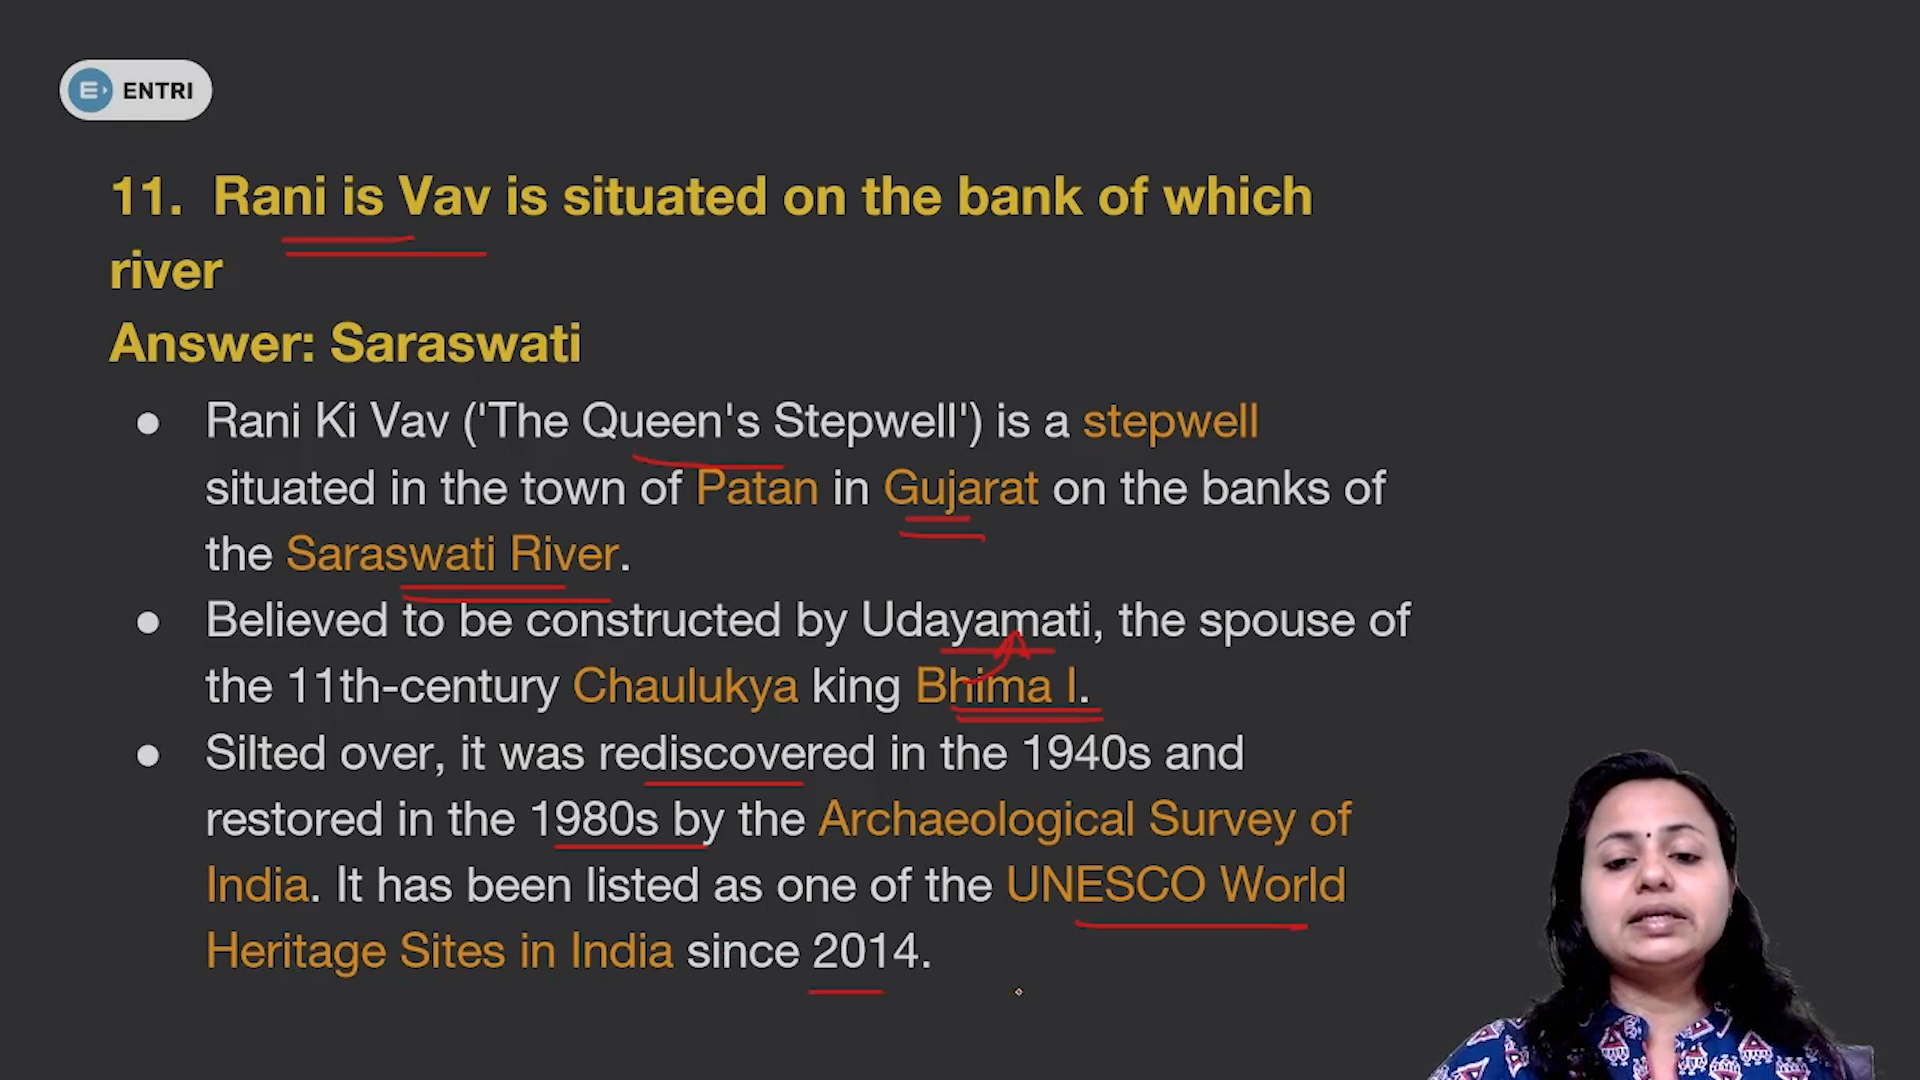 ENTRI
11. Rani is Vav is situated on the bank of which
river
Answer: Saraswati
● Rani Ki Vav ('The Queen's Stepwell') is a stepwell
situated in the town of Patan in Gujarat on the banks of
the Saraswati River.
● Believed to be constructed by Udayamati, the spouse of
the 11th-century Chaulukya king Bhima I.
● Silted over, it was rediscovered in the 1940s and
restored in the 1980s by the Archaeological Survey of
India. It has been listed as one of the UNESCO World
Heritage Sites in India since 2014.